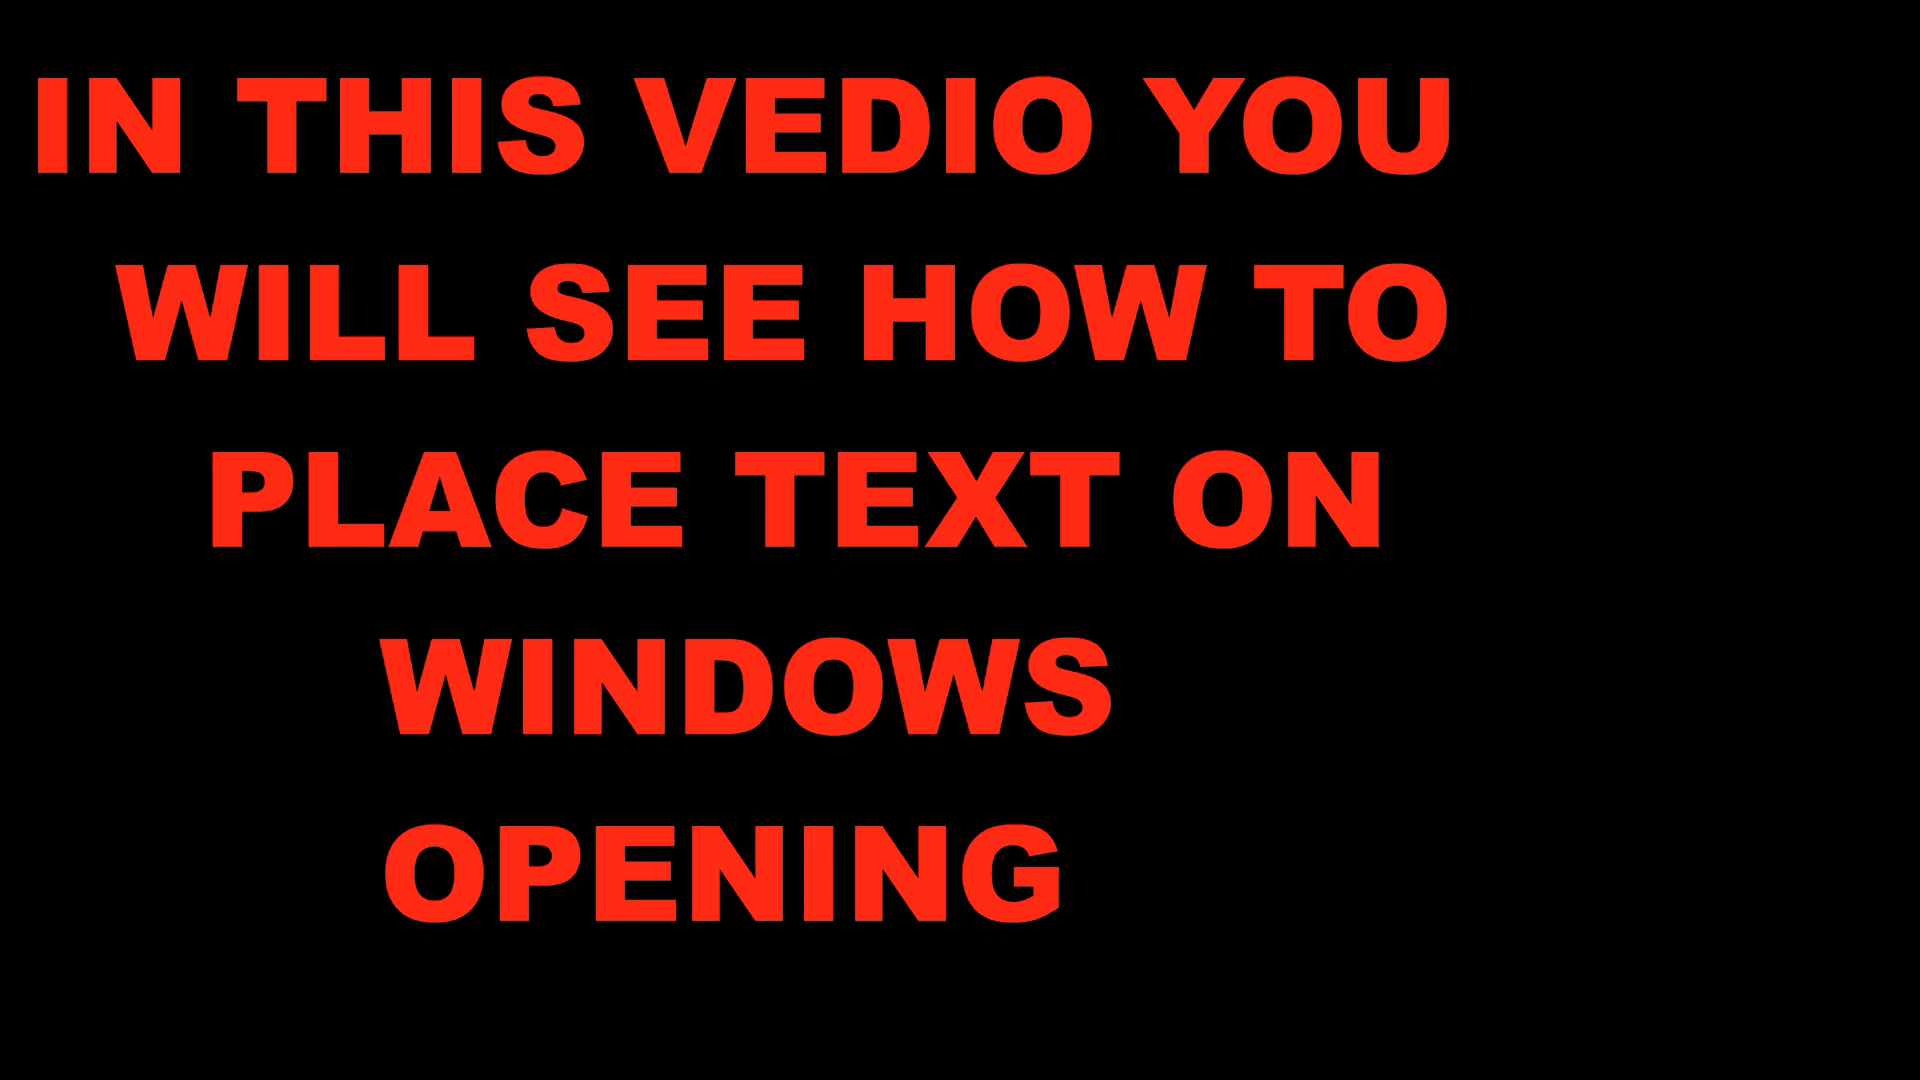 IN THIS VEDIO YOU
WILL SEE HOW TO
PLACE TEXT ON
WINDOWS
OPENING